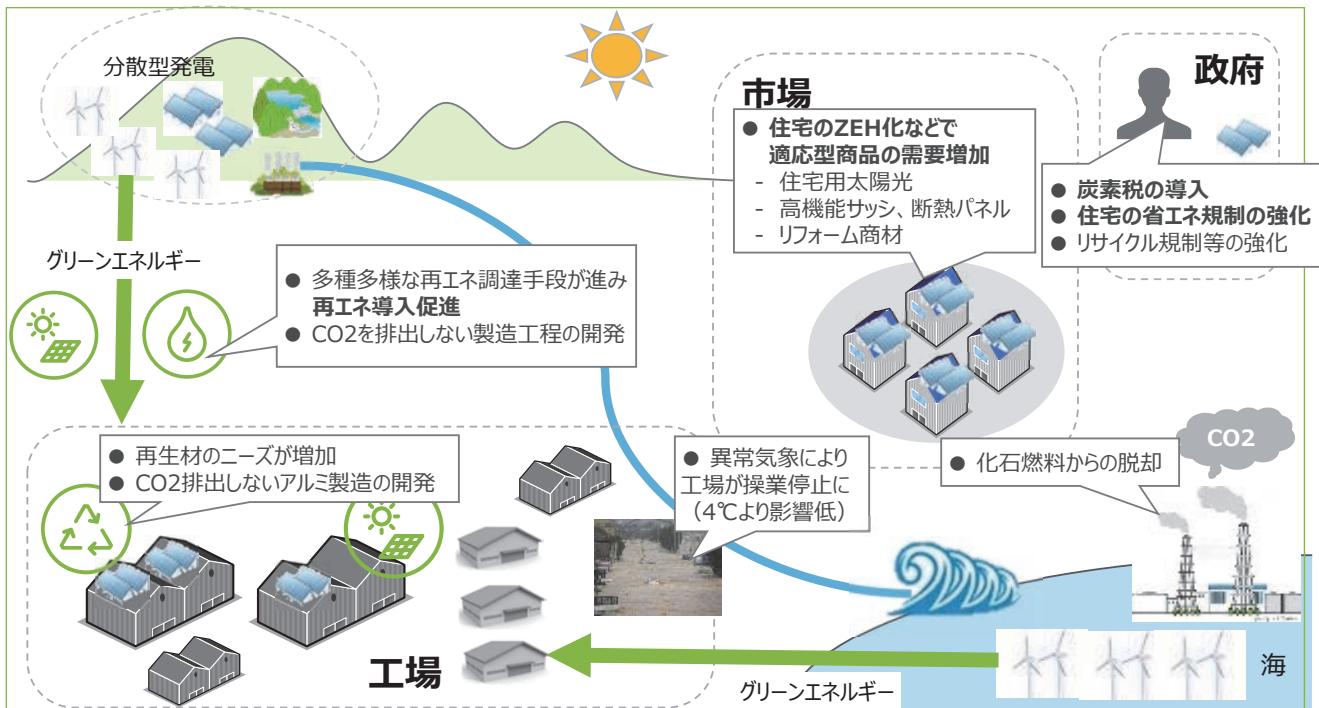 分散型発電
市場
政府
● 住宅のZEH化などで
適応型商品の需要増加
- 住宅用太陽光
- 高機能サッシ、断熱パネル
- リフォーム商材
● 炭素税の導入
● 住宅の省エネ規制の強化
● リサイクル規制等の強化
グリーンエネルギー
● 多種多様な再エネ調達手段が進み
再エネ導入促進
● CO2を排出しない製造工程の開発
● 再生材のニーズが増加
● CO2排出しないアルミ製造の開発
● 異常気象により
工場が操業停止に
（4℃より影響低）
● 化石燃料からの脱却
CO2
工場
グリーンエネルギー
海